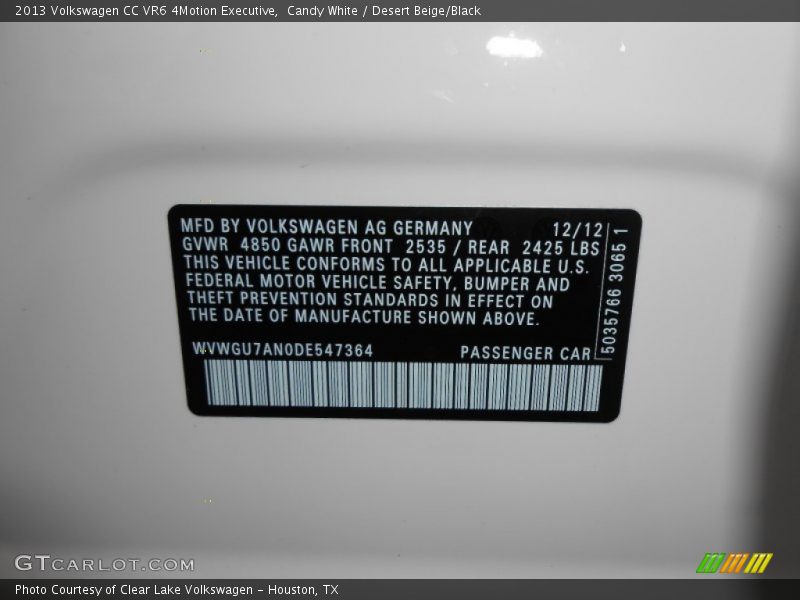 2013 Volkswagen CC VR6 4Motion Executive,  Candy White / Desert Beige/Black
MFD BY VOLKSWAGEN AG GERMANY 12/12
GVWR 4850 GAWR FRONT 2535 / REAR 2425 LBS
THIS VEHICLE CONFORMS TO ALL APPLICABLE U.S.
FEDERAL MOTOR VEHICLE SAFETY, BUMPER AND
THEFT PREVENTION STANDARDS IN EFFECT ON
THE DATE OF MANUFACTURE SHOWN ABOVE.
WVWGU7AN0DE547364 PASSENGER CAR
5035766 3065 1
GTCARLOT.COM
Photo Courtesy of Clear Lake Volkswagen – Houston, TX